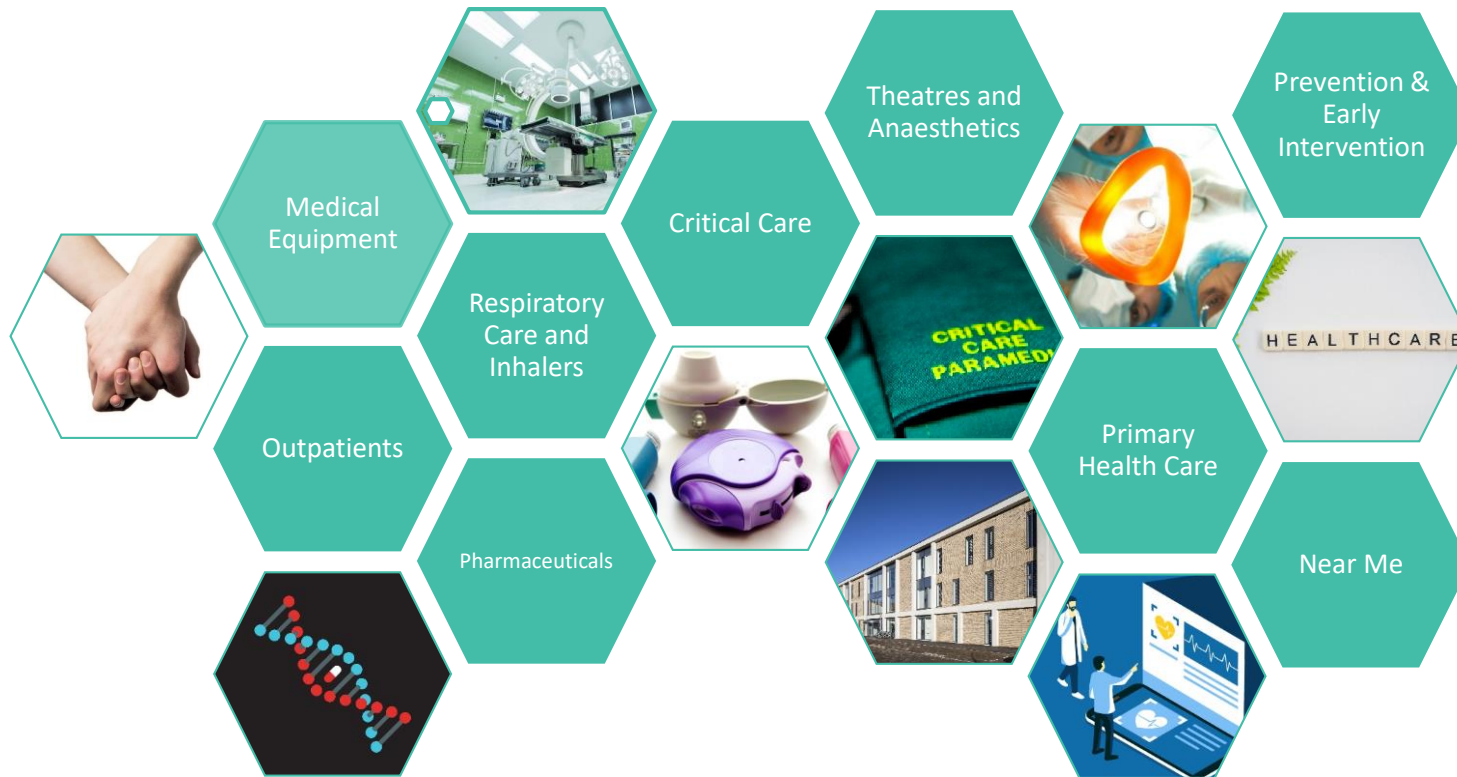 Medical
Equipment
Outpatients
Respiratory
Care and
Inhalers
Pharmaceuticals
Critical Care
Theatres and
Anaesthetics
CRITICAL
CARE
PARAMEDI
Primary
Health Care
Prevention &
Early
Intervention
HEALTHCARE
Near Me